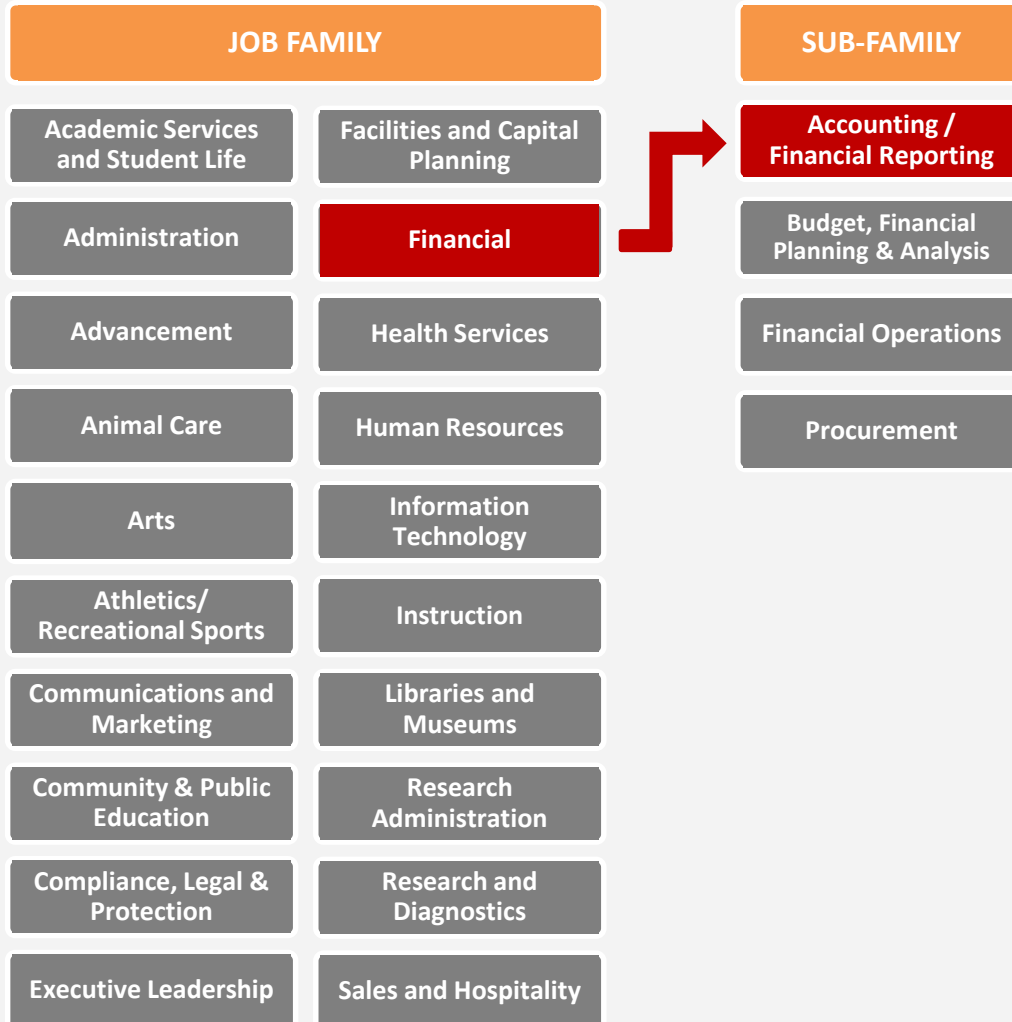 JOB FAMILY
SUB-FAMILY
Academic Services
and Student Life
Administration
Advancement
Animal Care
Arts
Athletics/
Recreational Sports
Communications and
Marketing
Community & Public
Education
Compliance, Legal &
Protection
Executive Leadership
Facilities and Capital
Planning
Financial
Health Services
Human Resources
Information
Technology
Instruction
Libraries and
Museums
Research
Administration
Research and
Diagnostics
Sales and Hospitality
Accounting /
Financial Reporting
Budget, Financial
Planning & Analysis
Financial Operations
Procurement